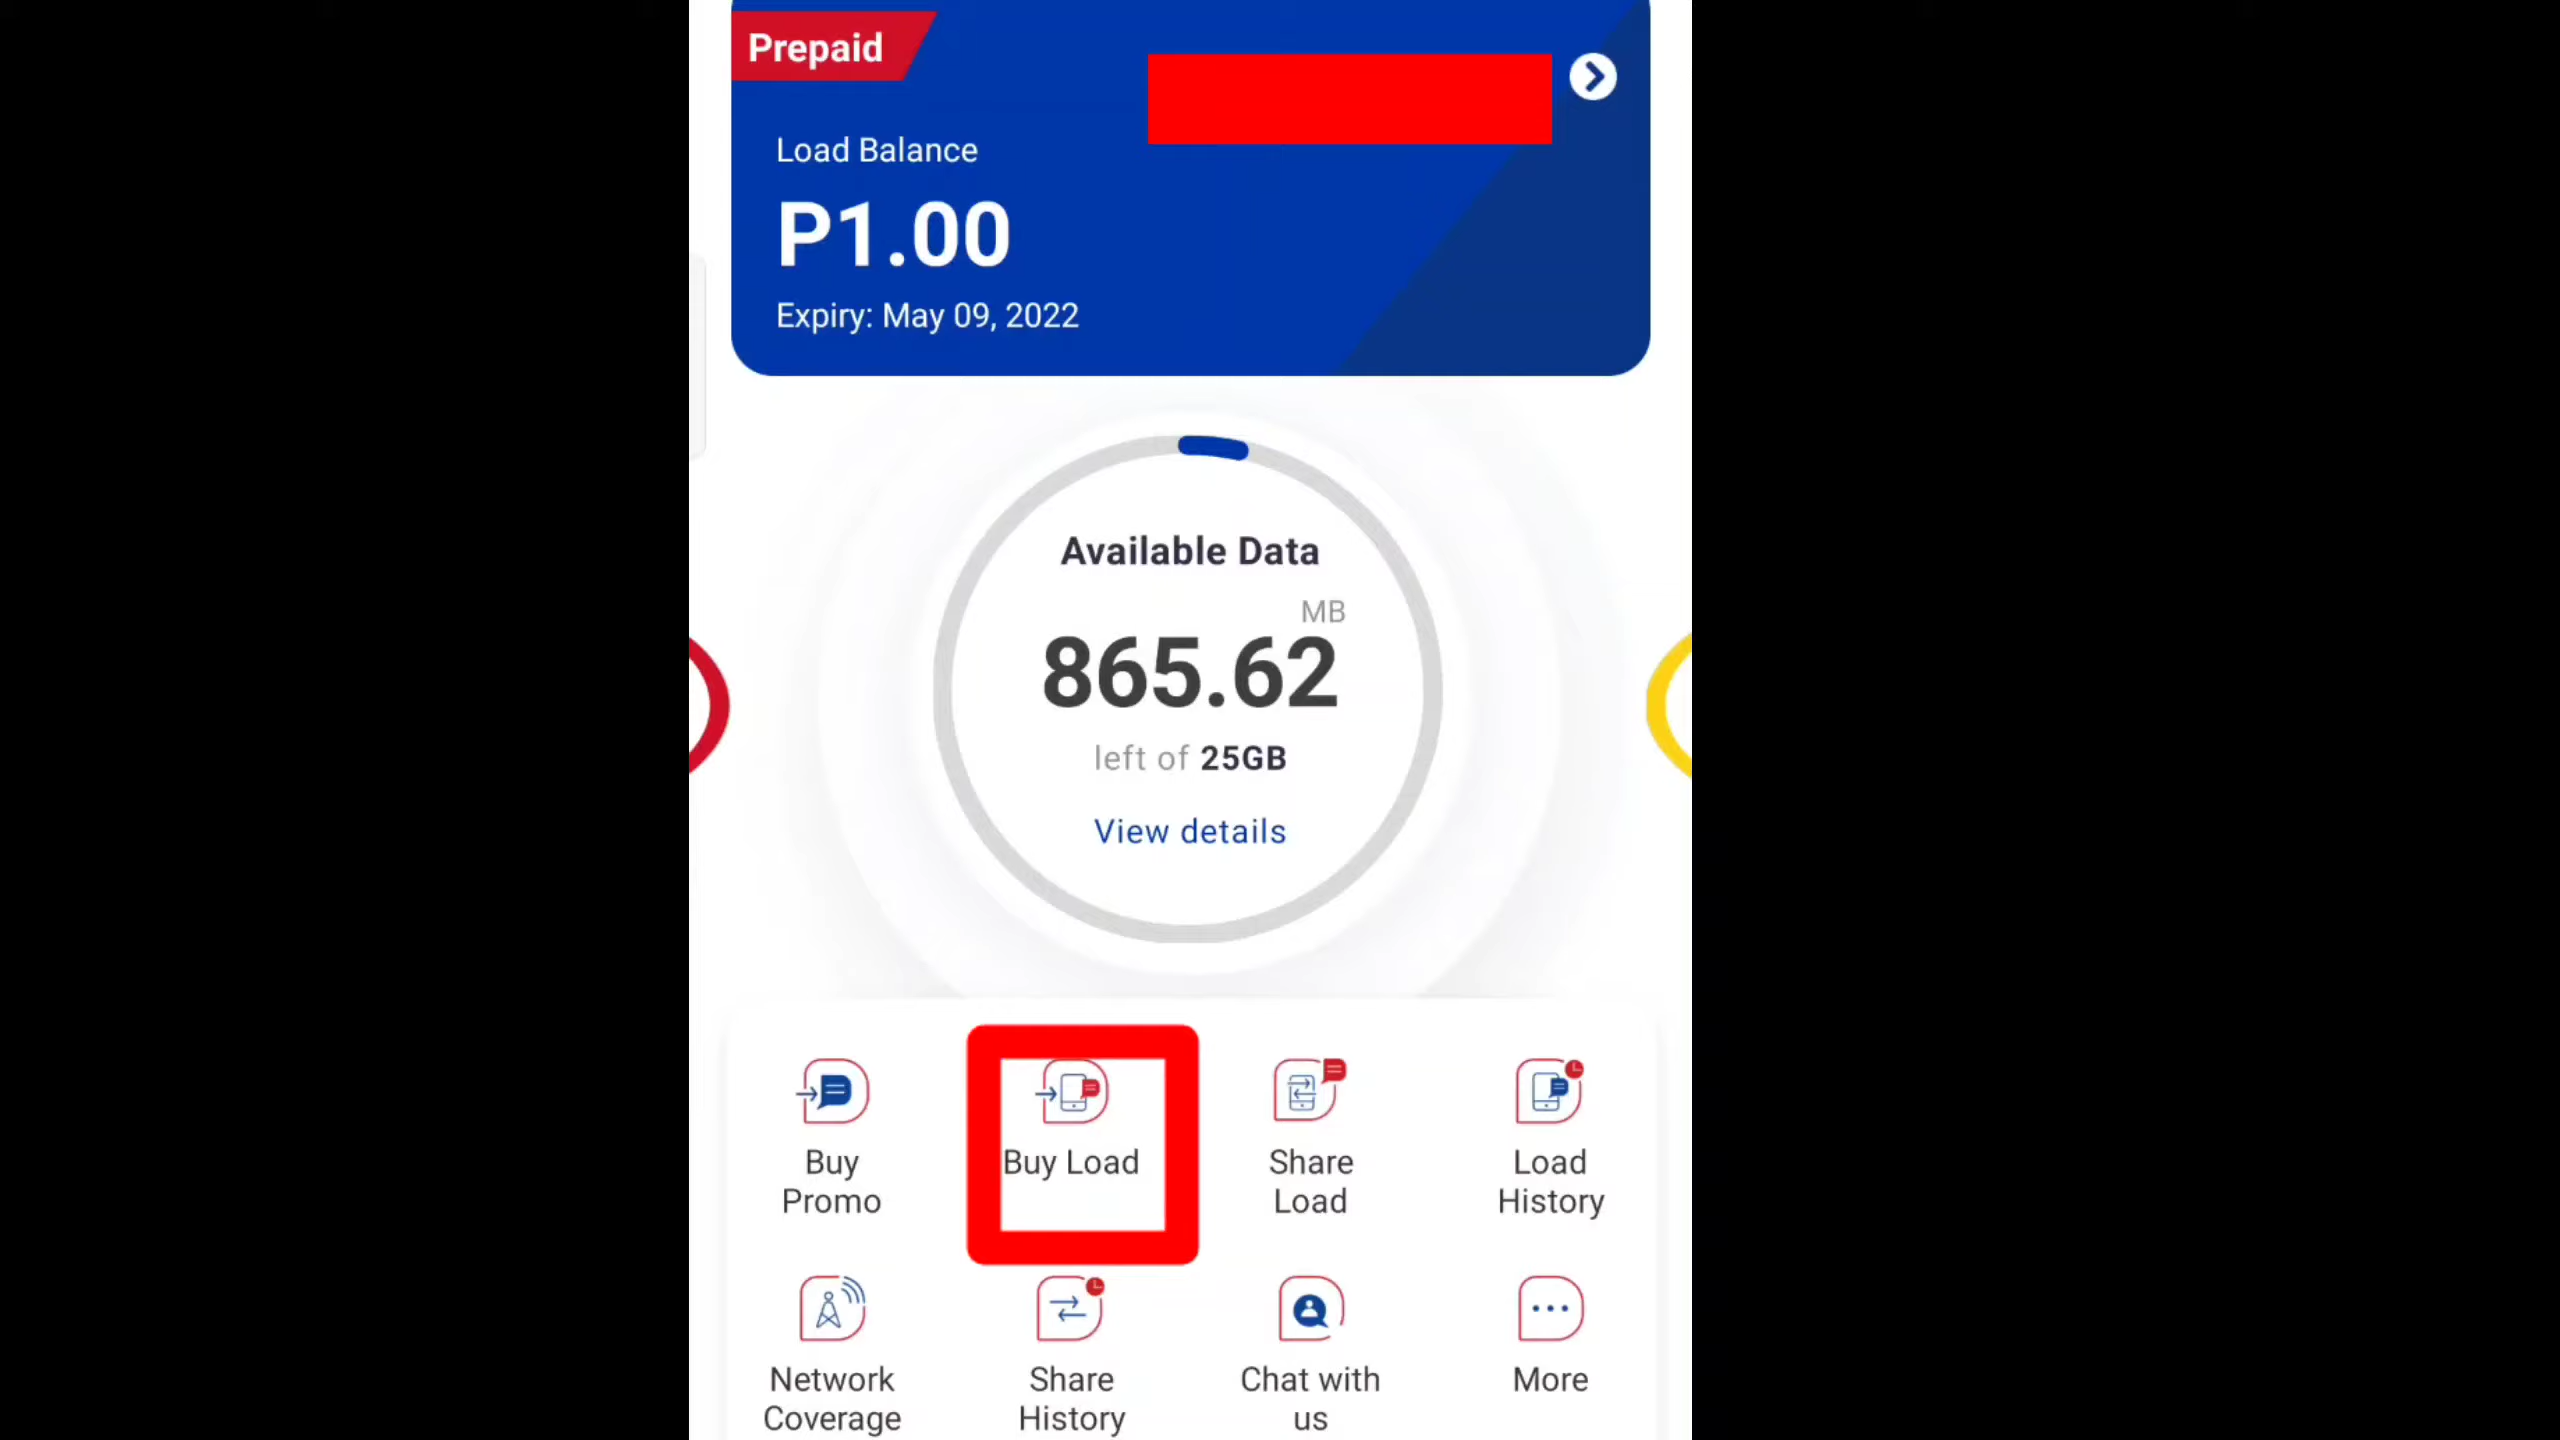 Prepaid
Load Balance
P1.00
Expiry: May 09, 2022
Available Data
MB
865.62
left of 25GB
View details
Buy
Promo
Buy Load
Share
Load
Load
History
Network
Coverage
Share
History
Chat with
us
More